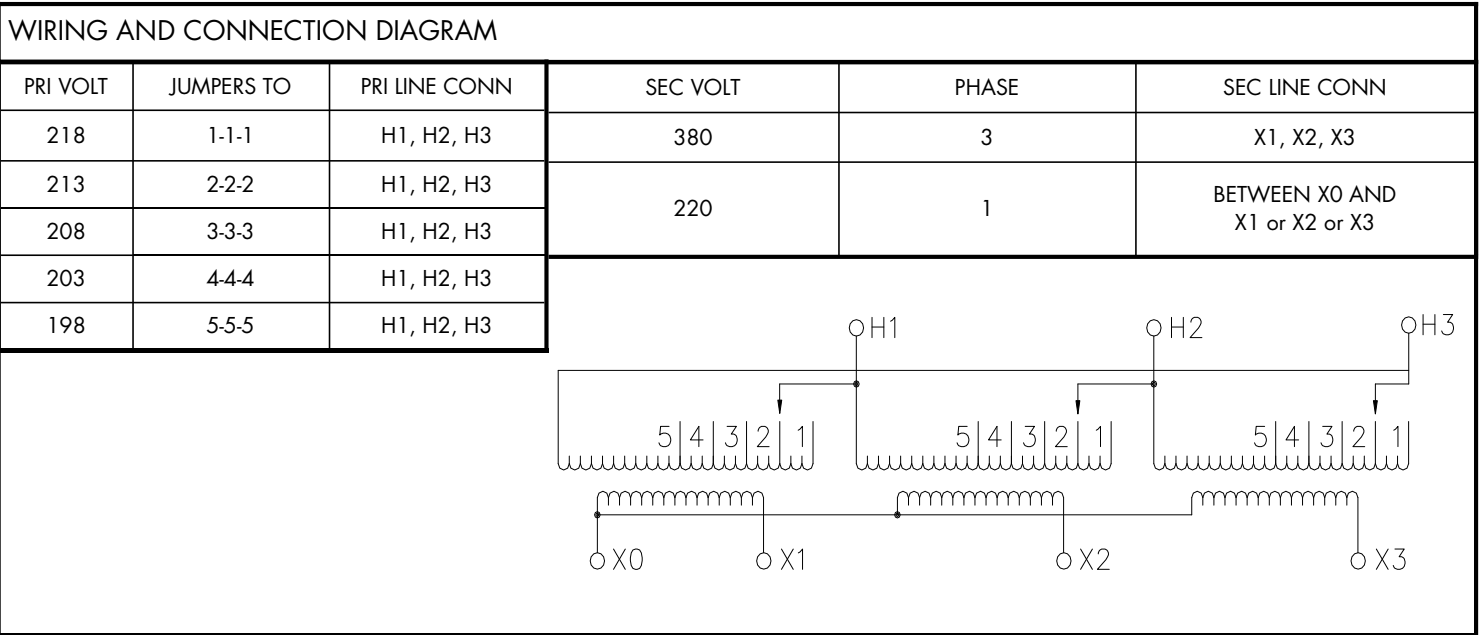 WIRING AND CONNECTION DIAGRAM
PRI VOLT JUMPERS TO PRI LINE CONN
218 1-1-1 H1, H2, H3
213 2-2-2 H1, H2, H3
208 3-3-3 H1, H2, H3
203 4-4-4 H1, H2, H3
198 5-5-5 H1, H2, H3
SEC VOLT PHASE SEC LINE CONN
380 3 X1, X2, X3
220 1 BETWEEN X0 AND
X1 or X2 or X3
H1 H2 H3
5 4 3 2 1 5 4 3 2 1 5 4 3 2 1
X0 X1 X2 X3